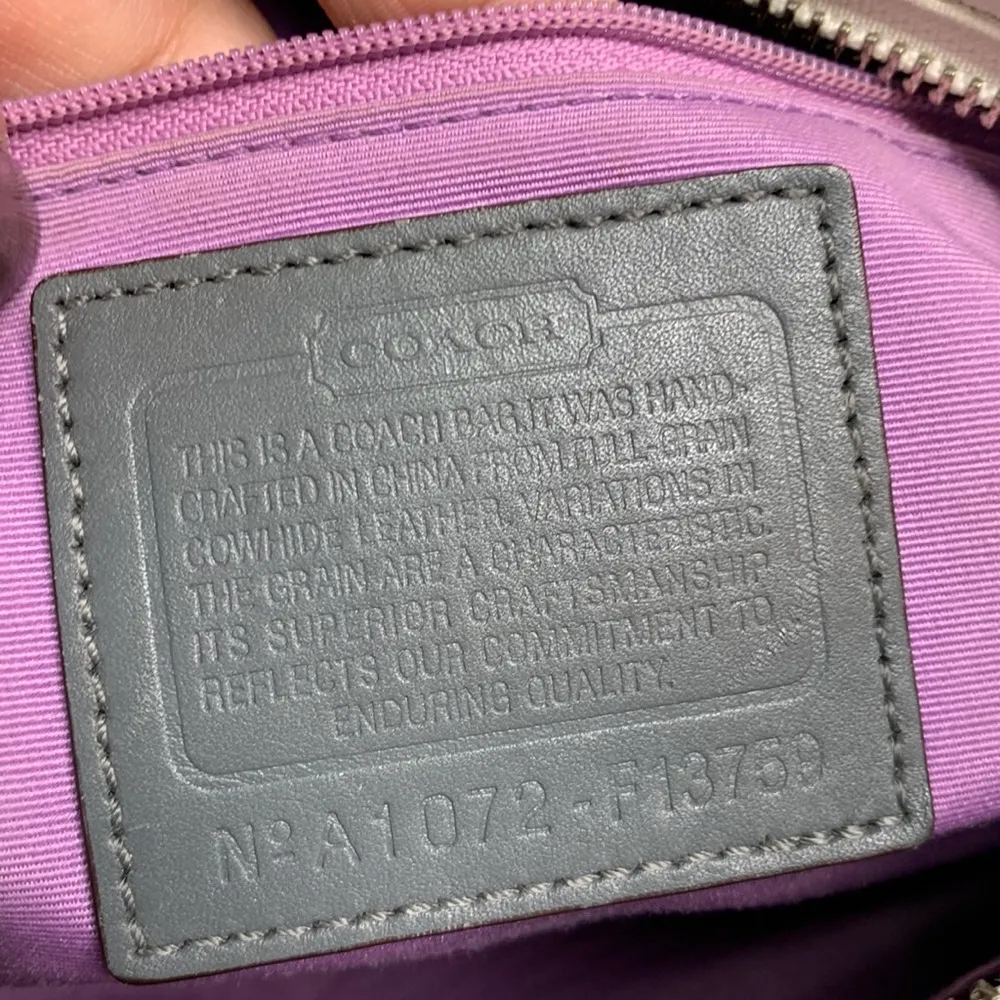 COACH
THIS IS A COACH BAG.IT WAS HAND-
CRAFTED IN CHINA FROM FULL-GRAIN
COWHIDE LEATHER. VARIATIONS IN
THE GRAIN ARE A CHARACTERISTIC.
ITS SUPERIOR CRAFTSMANSHIP
REFLECTS OUR COMMITMENT TO
ENDURING QUALITY.
Nº A1072-F13759